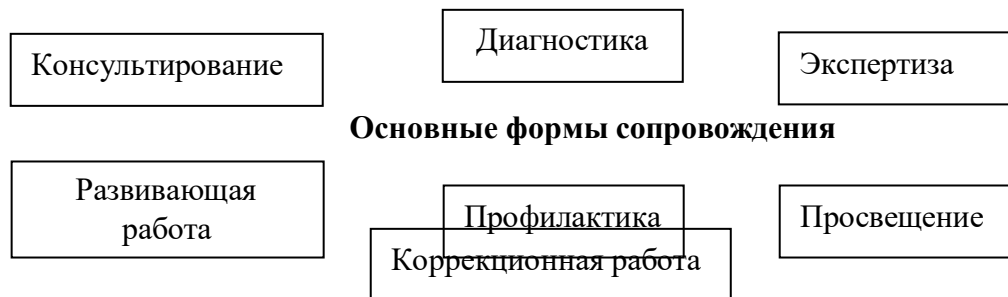 Диагностика
Консультирование
Экспертиза
Основные формы сопровождения
Развивающая
работа
Профилактика
Просвещение
Коррекционная работа